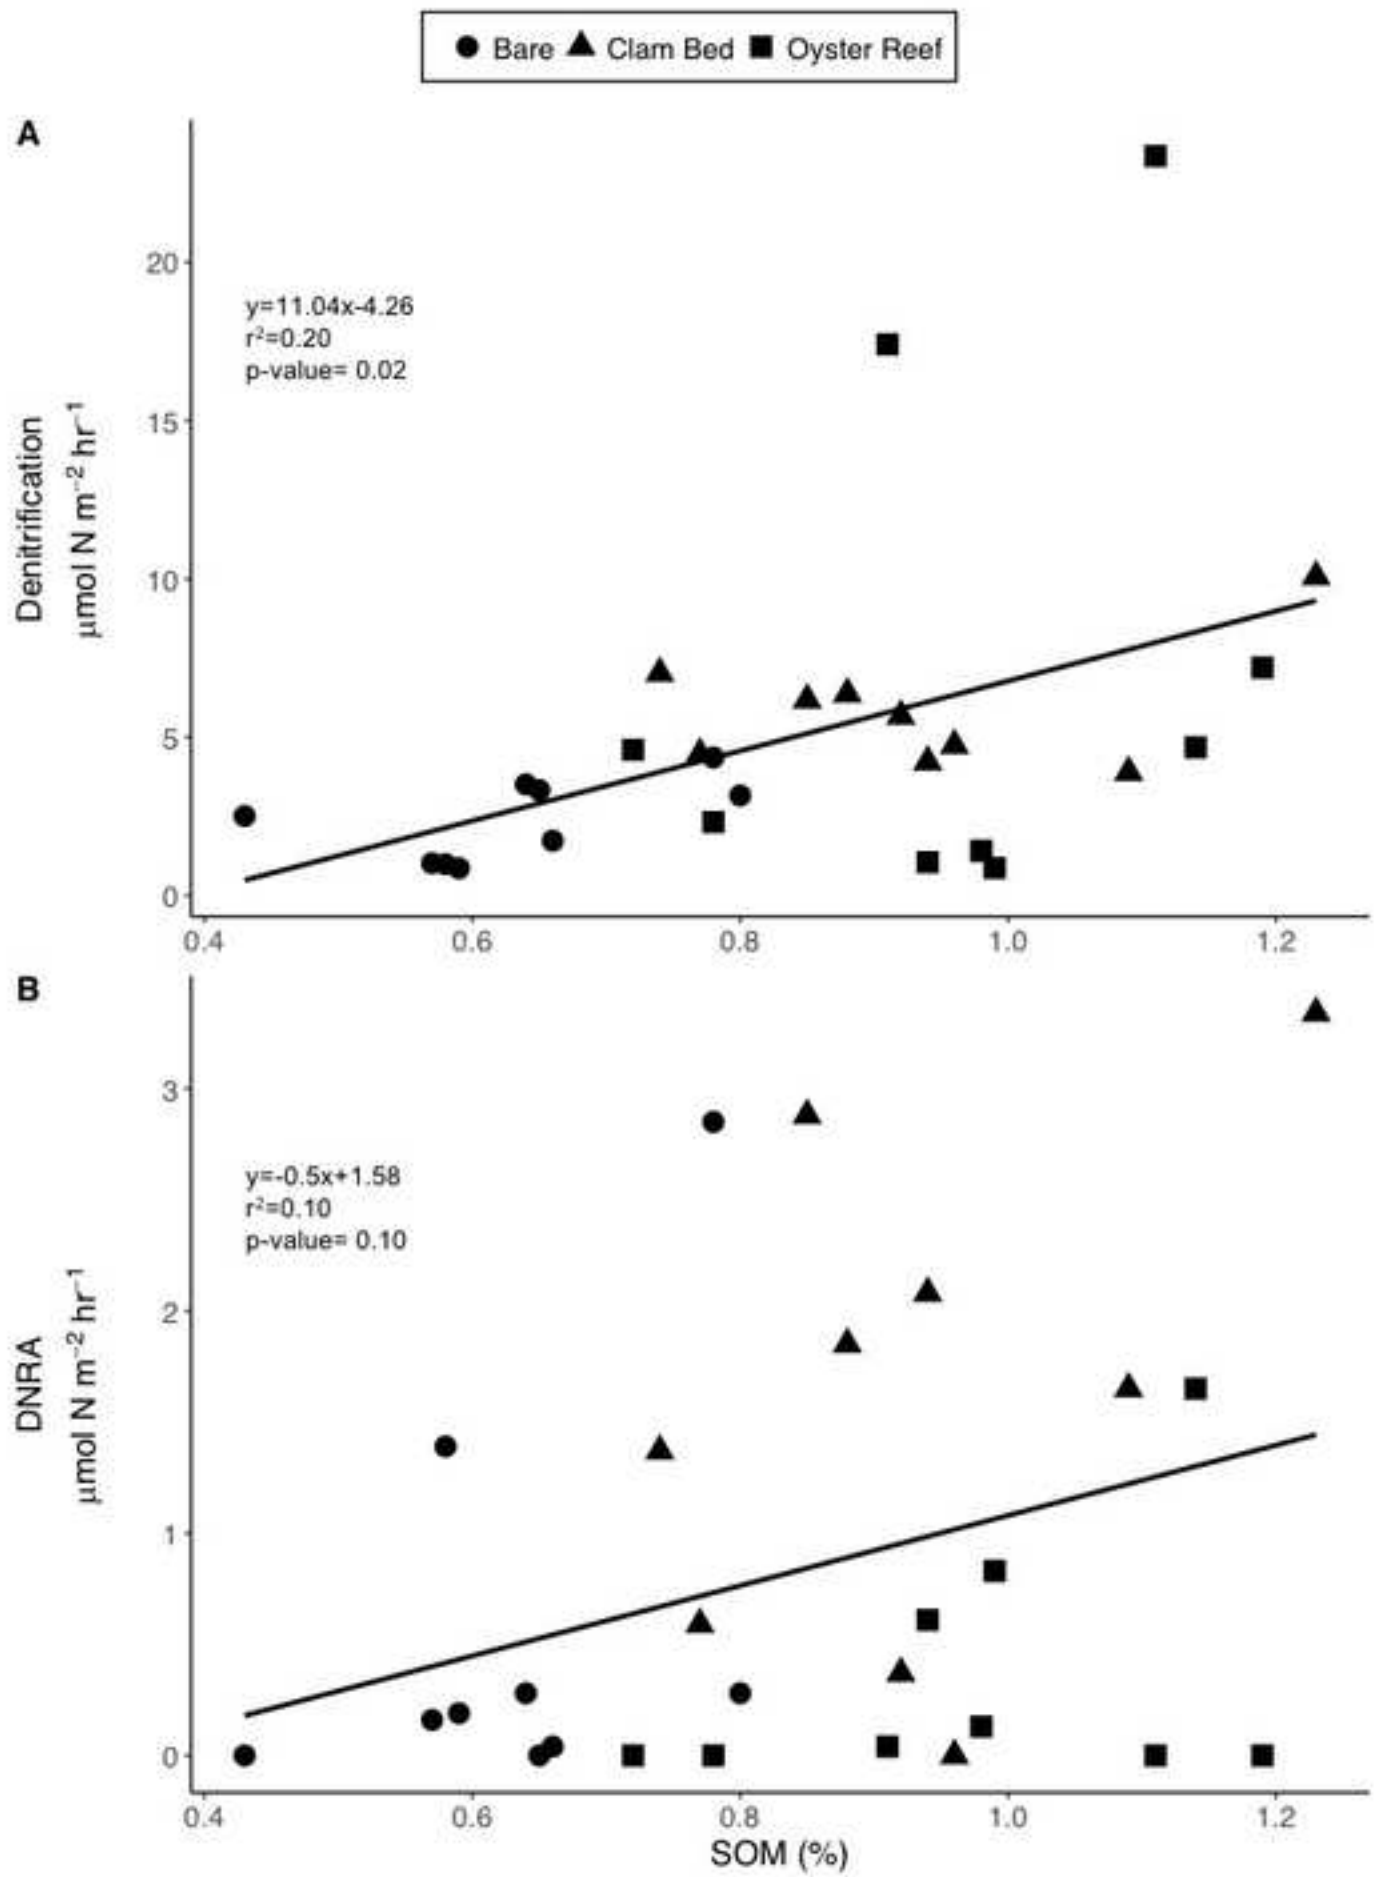 Bare Clam Bed Oyster Reef
A
Denitrification
µmol N m⁻² hr⁻¹
20
15
10
5
0
y=11.04x-4.26
r²=0.20
p-value= 0.02
0.4 0.6 0.8 1.0 1.2
B
DNRA
µmol N m⁻² hr⁻¹
3
2
1
0
y=-0.5x+1.58
r²=0.10
p-value= 0.10
0.4 0.6 0.8 1.0 1.2
SOM (%)